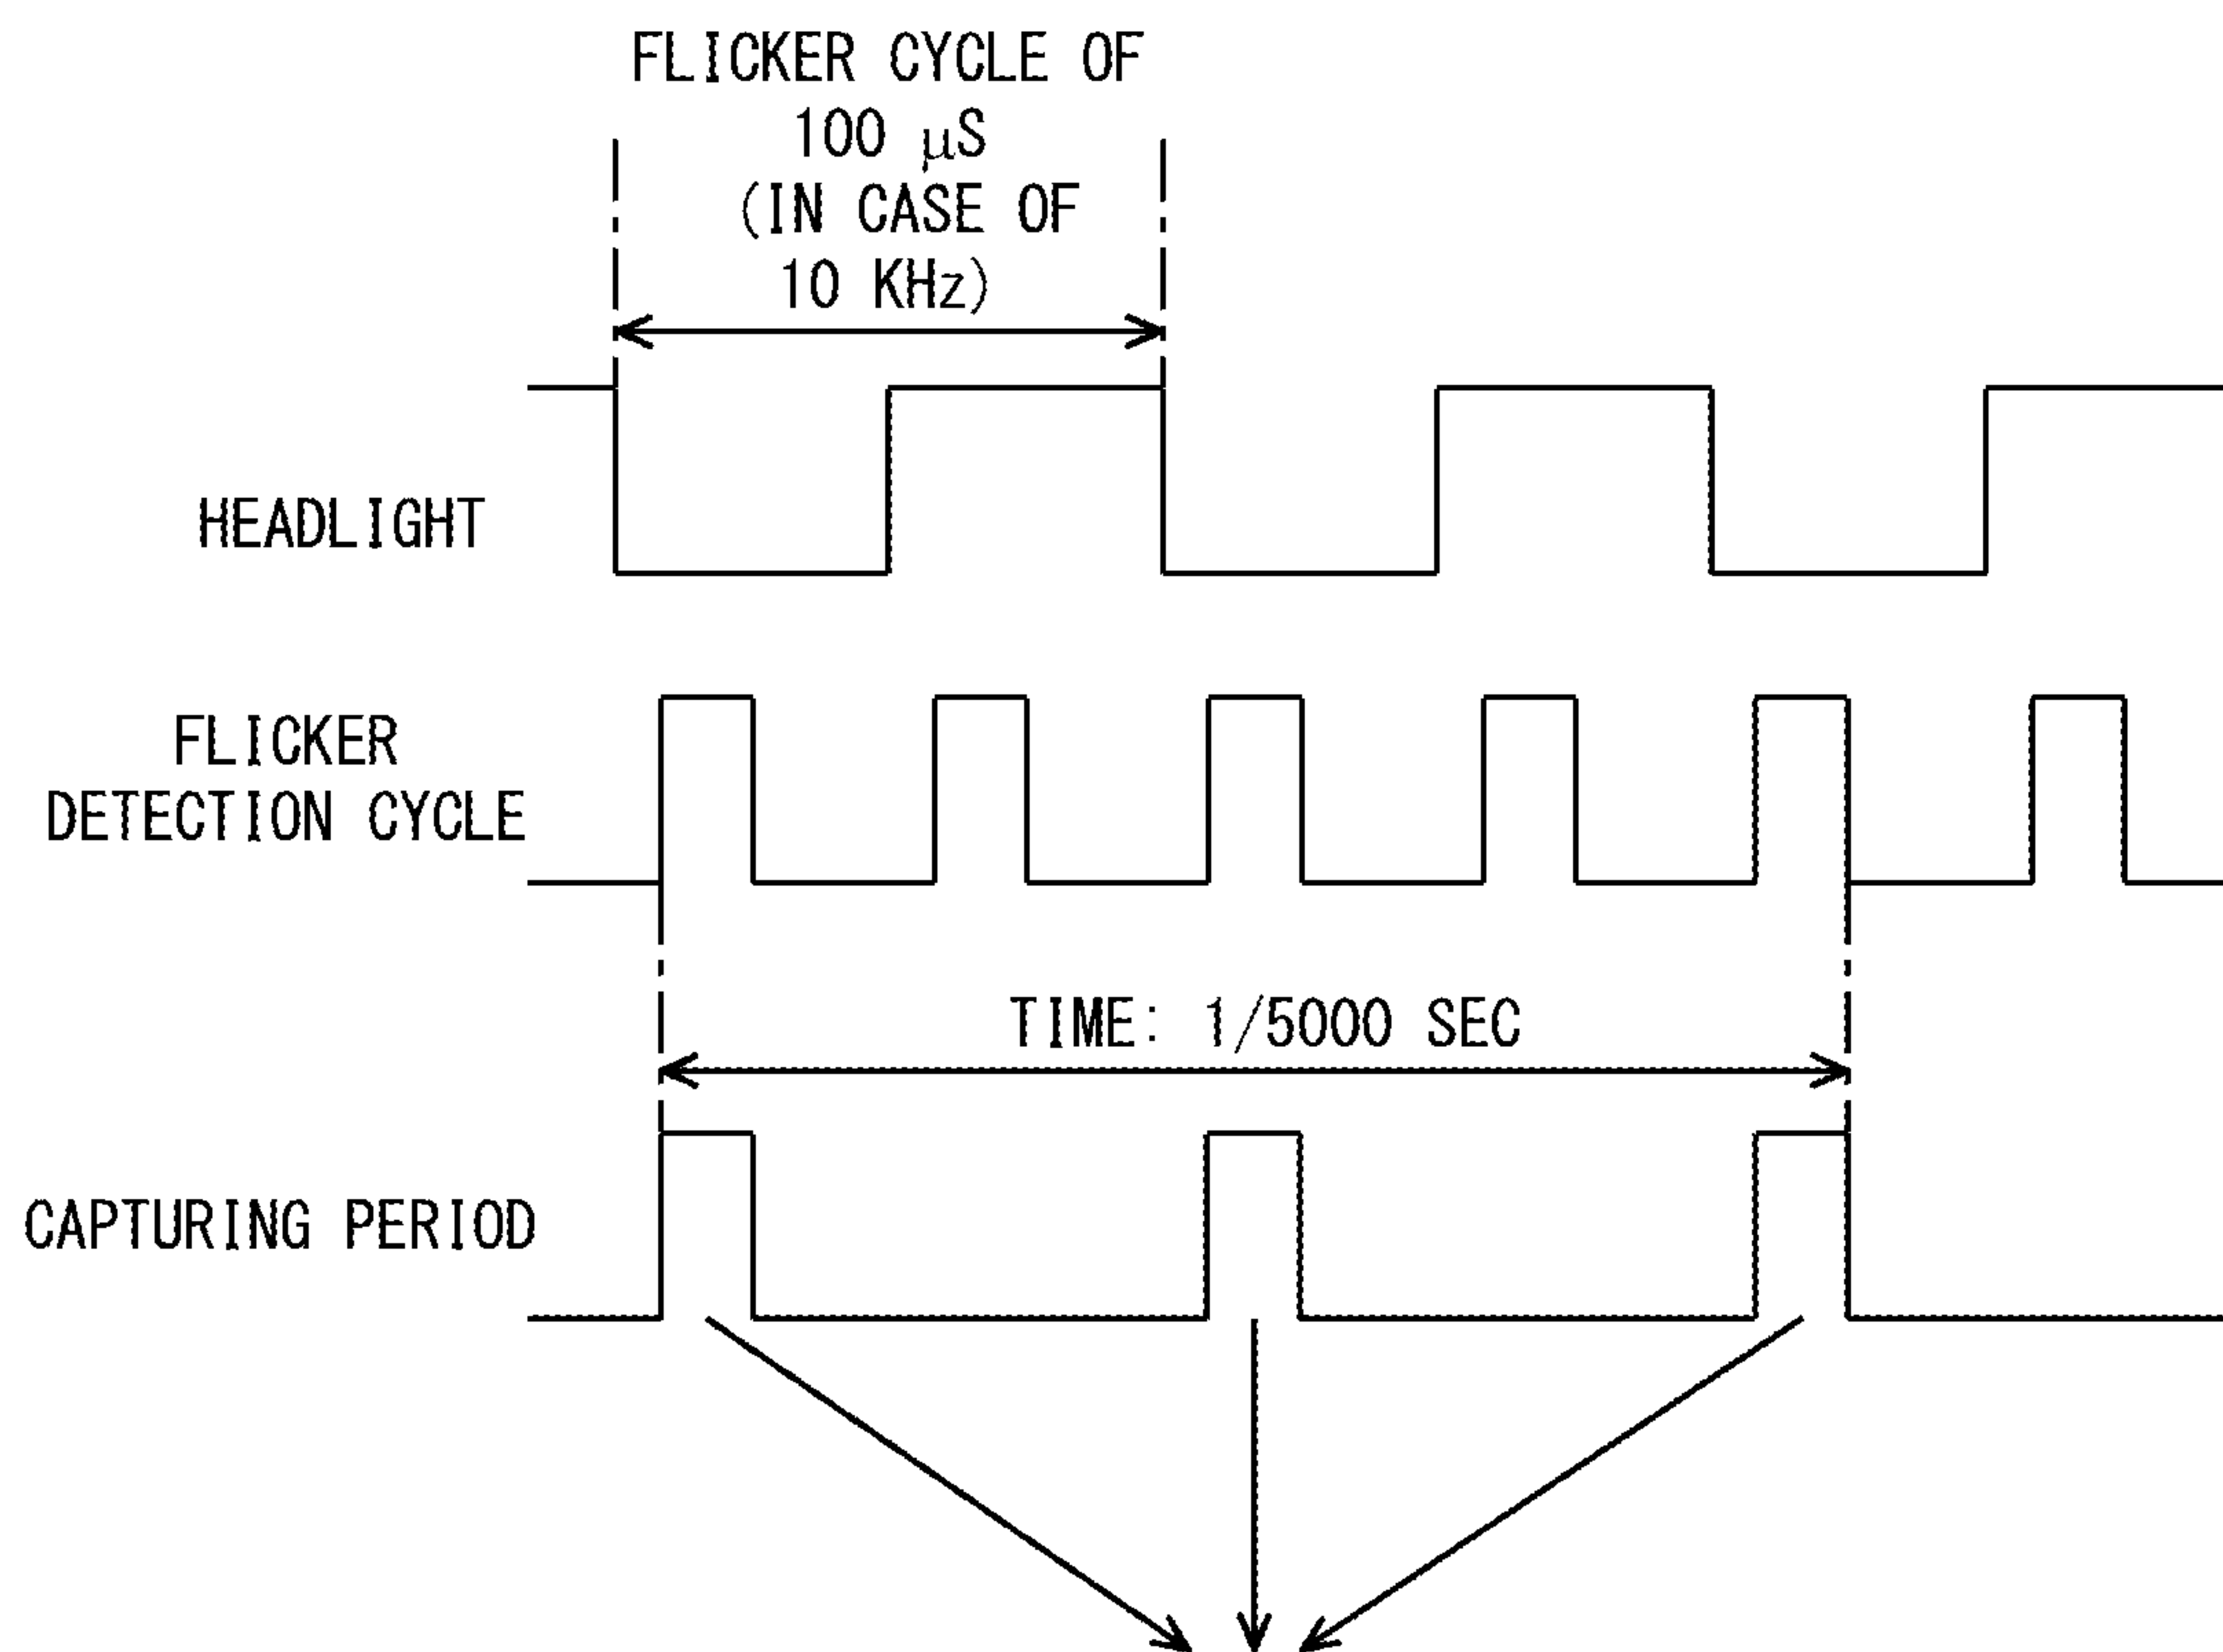 FLICKER CYCLE OF
100 μS
(IN CASE OF
10 KHz)
HEADLIGHT
FLICKER
DETECTION CYCLE
TIME: 1/5000 SEC
CAPTURING PERIOD